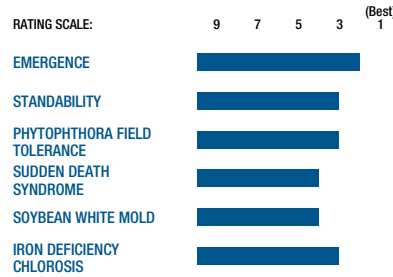 (Best)
RATING SCALE: 9 7 5 3 1
EMERGENCE
STANDABILITY
PHYTOPHTHORA FIELD
TOLERANCE
SUDDEN DEATH
SYNDROME
SOYBEAN WHITE MOLD
IRON DEFICIENCY
CHLOROSIS